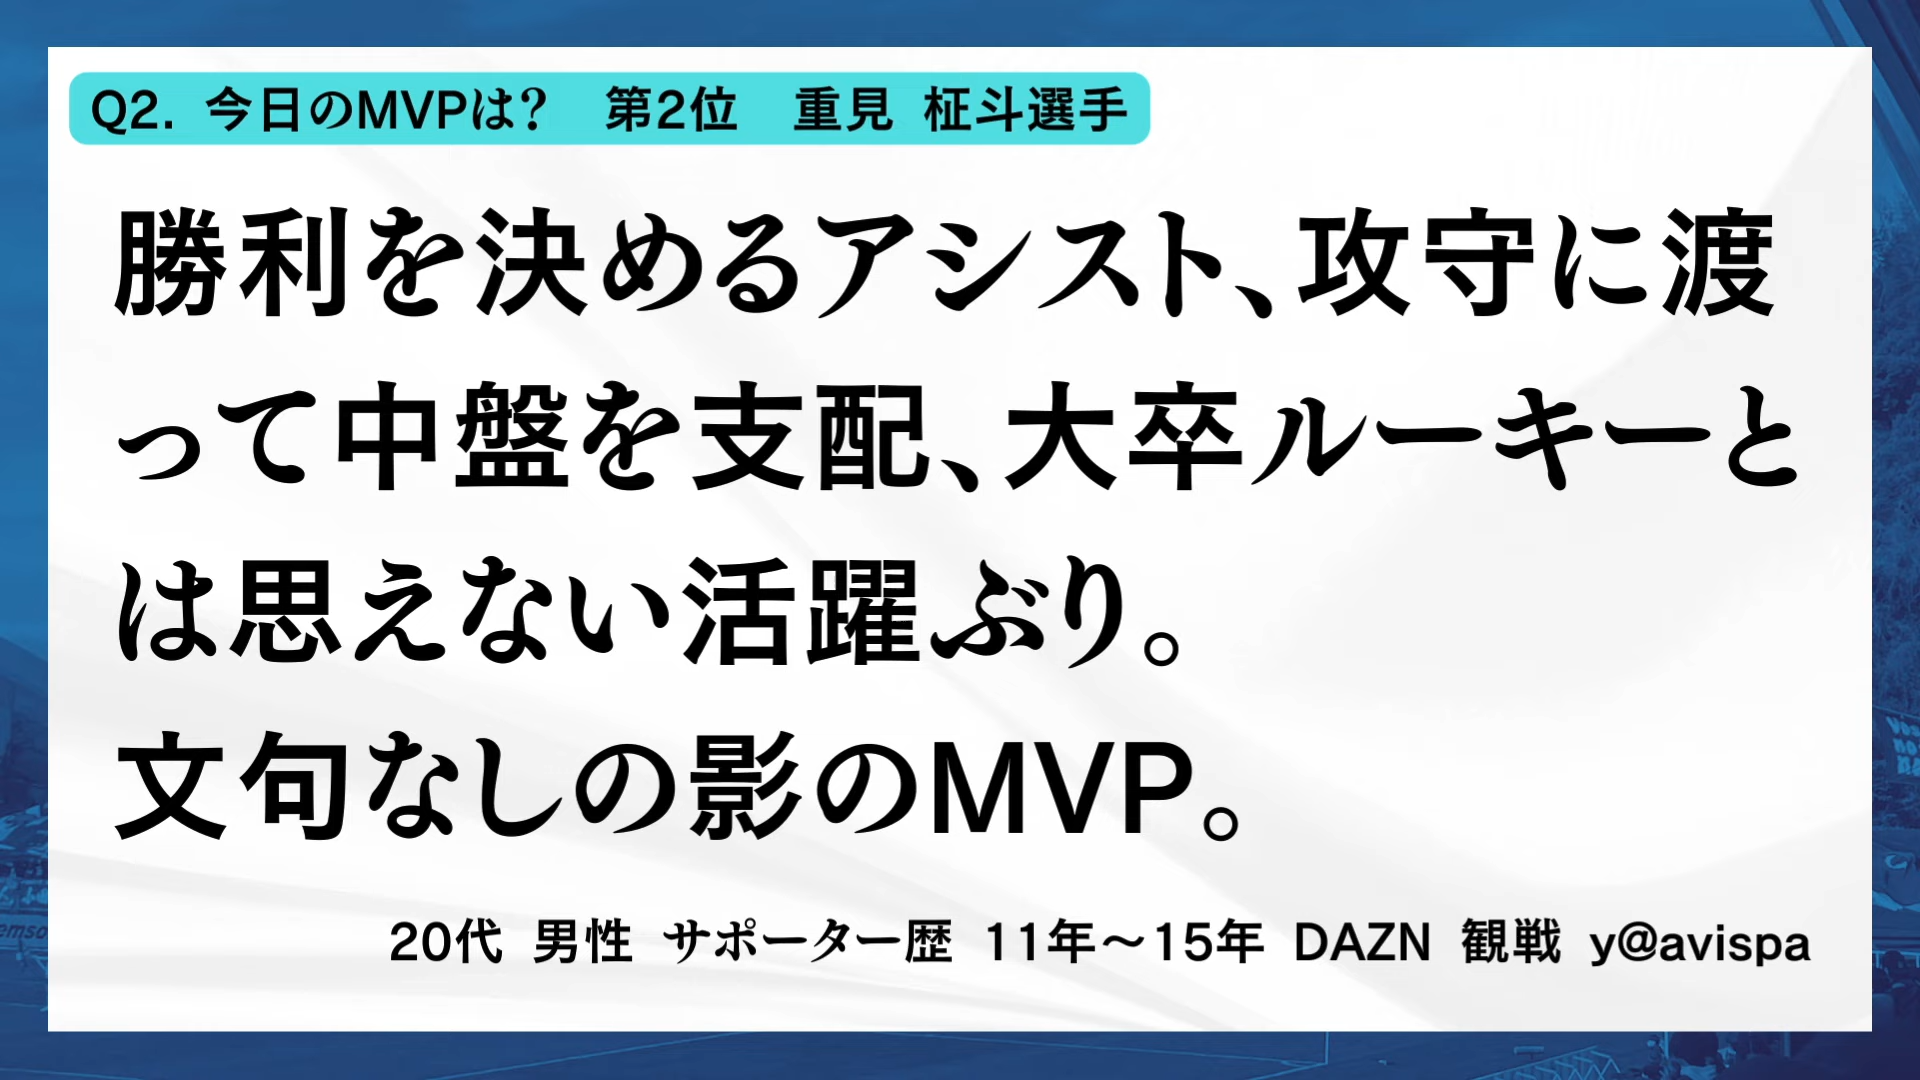 Q2. 今日のMVPは？　第2位　重見 柾斗選手
勝利を決めるアシスト、攻守に渡
って中盤を支配、大卒ルーキーと
は思えない活躍ぶり。
文句なしの影のMVP。
20代 男性 サポーター歴 11年～15年 DAZN 観戦 y@avispa